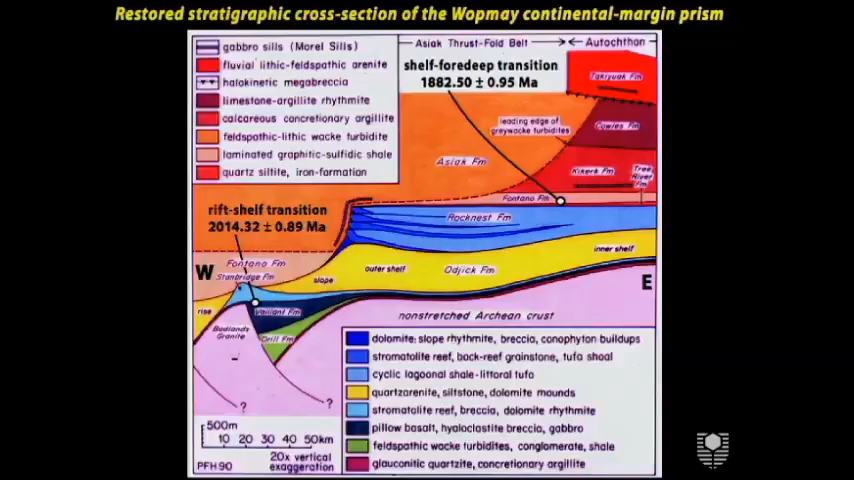 Restored stratigraphic cross-section of the Wopmay continental-margin prism
gabbro sills (Morel Sills)
fluvial lithic-feldspathic arenite
halokinetic megabreccia
limestone-argillite rhythmite
calcareous concretionary argillite
feldspathic-lithic wacke turbidite
laminated graphitic-sulfidic shale
quartz siltite, iron-formation
Asiak Thrust-Fold Belt
Autochthon
shelf-foredeep transition
1882.50 ± 0.95 Ma
Takiyuak Fm
leading edge of
greywacke turbidites
Cowles Fm
Asiak Fm
Kikerk Fm
Tree
River
Fm
Fontano Fm
rift-shelf transition
2014.32 ± 0.89 Ma
Rocknest Fm
W
Fontano Fm
Stanbridge Fm
slope
outer shelf
Odjick Fm
inner shelf
E
rise
Vaillant Fm
Badlands
Granite
Drill Fm
nonstretched Archean crust
?
?
dolomite: slope rhythmite, breccia, conophyton buildups
stromatolite reef, back-reef grainstone, tufa shoal
cyclic lagoonal shale-littoral tufa
quartzarenite, siltstone, dolomite mounds
stromatalite reef, breccia, dolomite rhythmite
pillow basalt, hyaloclastite breccia, gabbro
feldspathic wacke turbidites, conglomerate, shale
glauconitic quartzite, concretionary argillite
500m
10 20 30 40 50km
20x vertical
exaggeration
PFH90